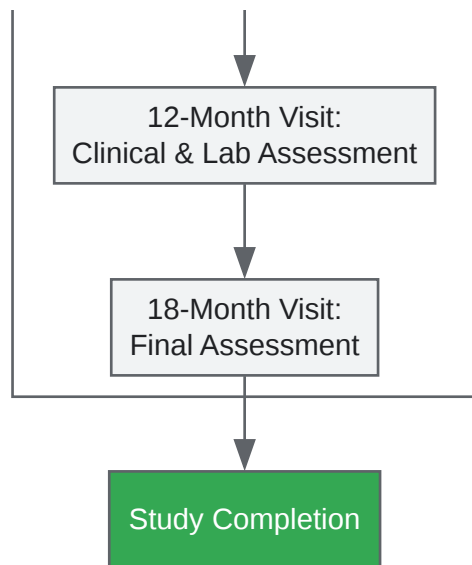 12-Month Visit:
Clinical & Lab Assessment
18-Month Visit:
Final Assessment
Study Completion